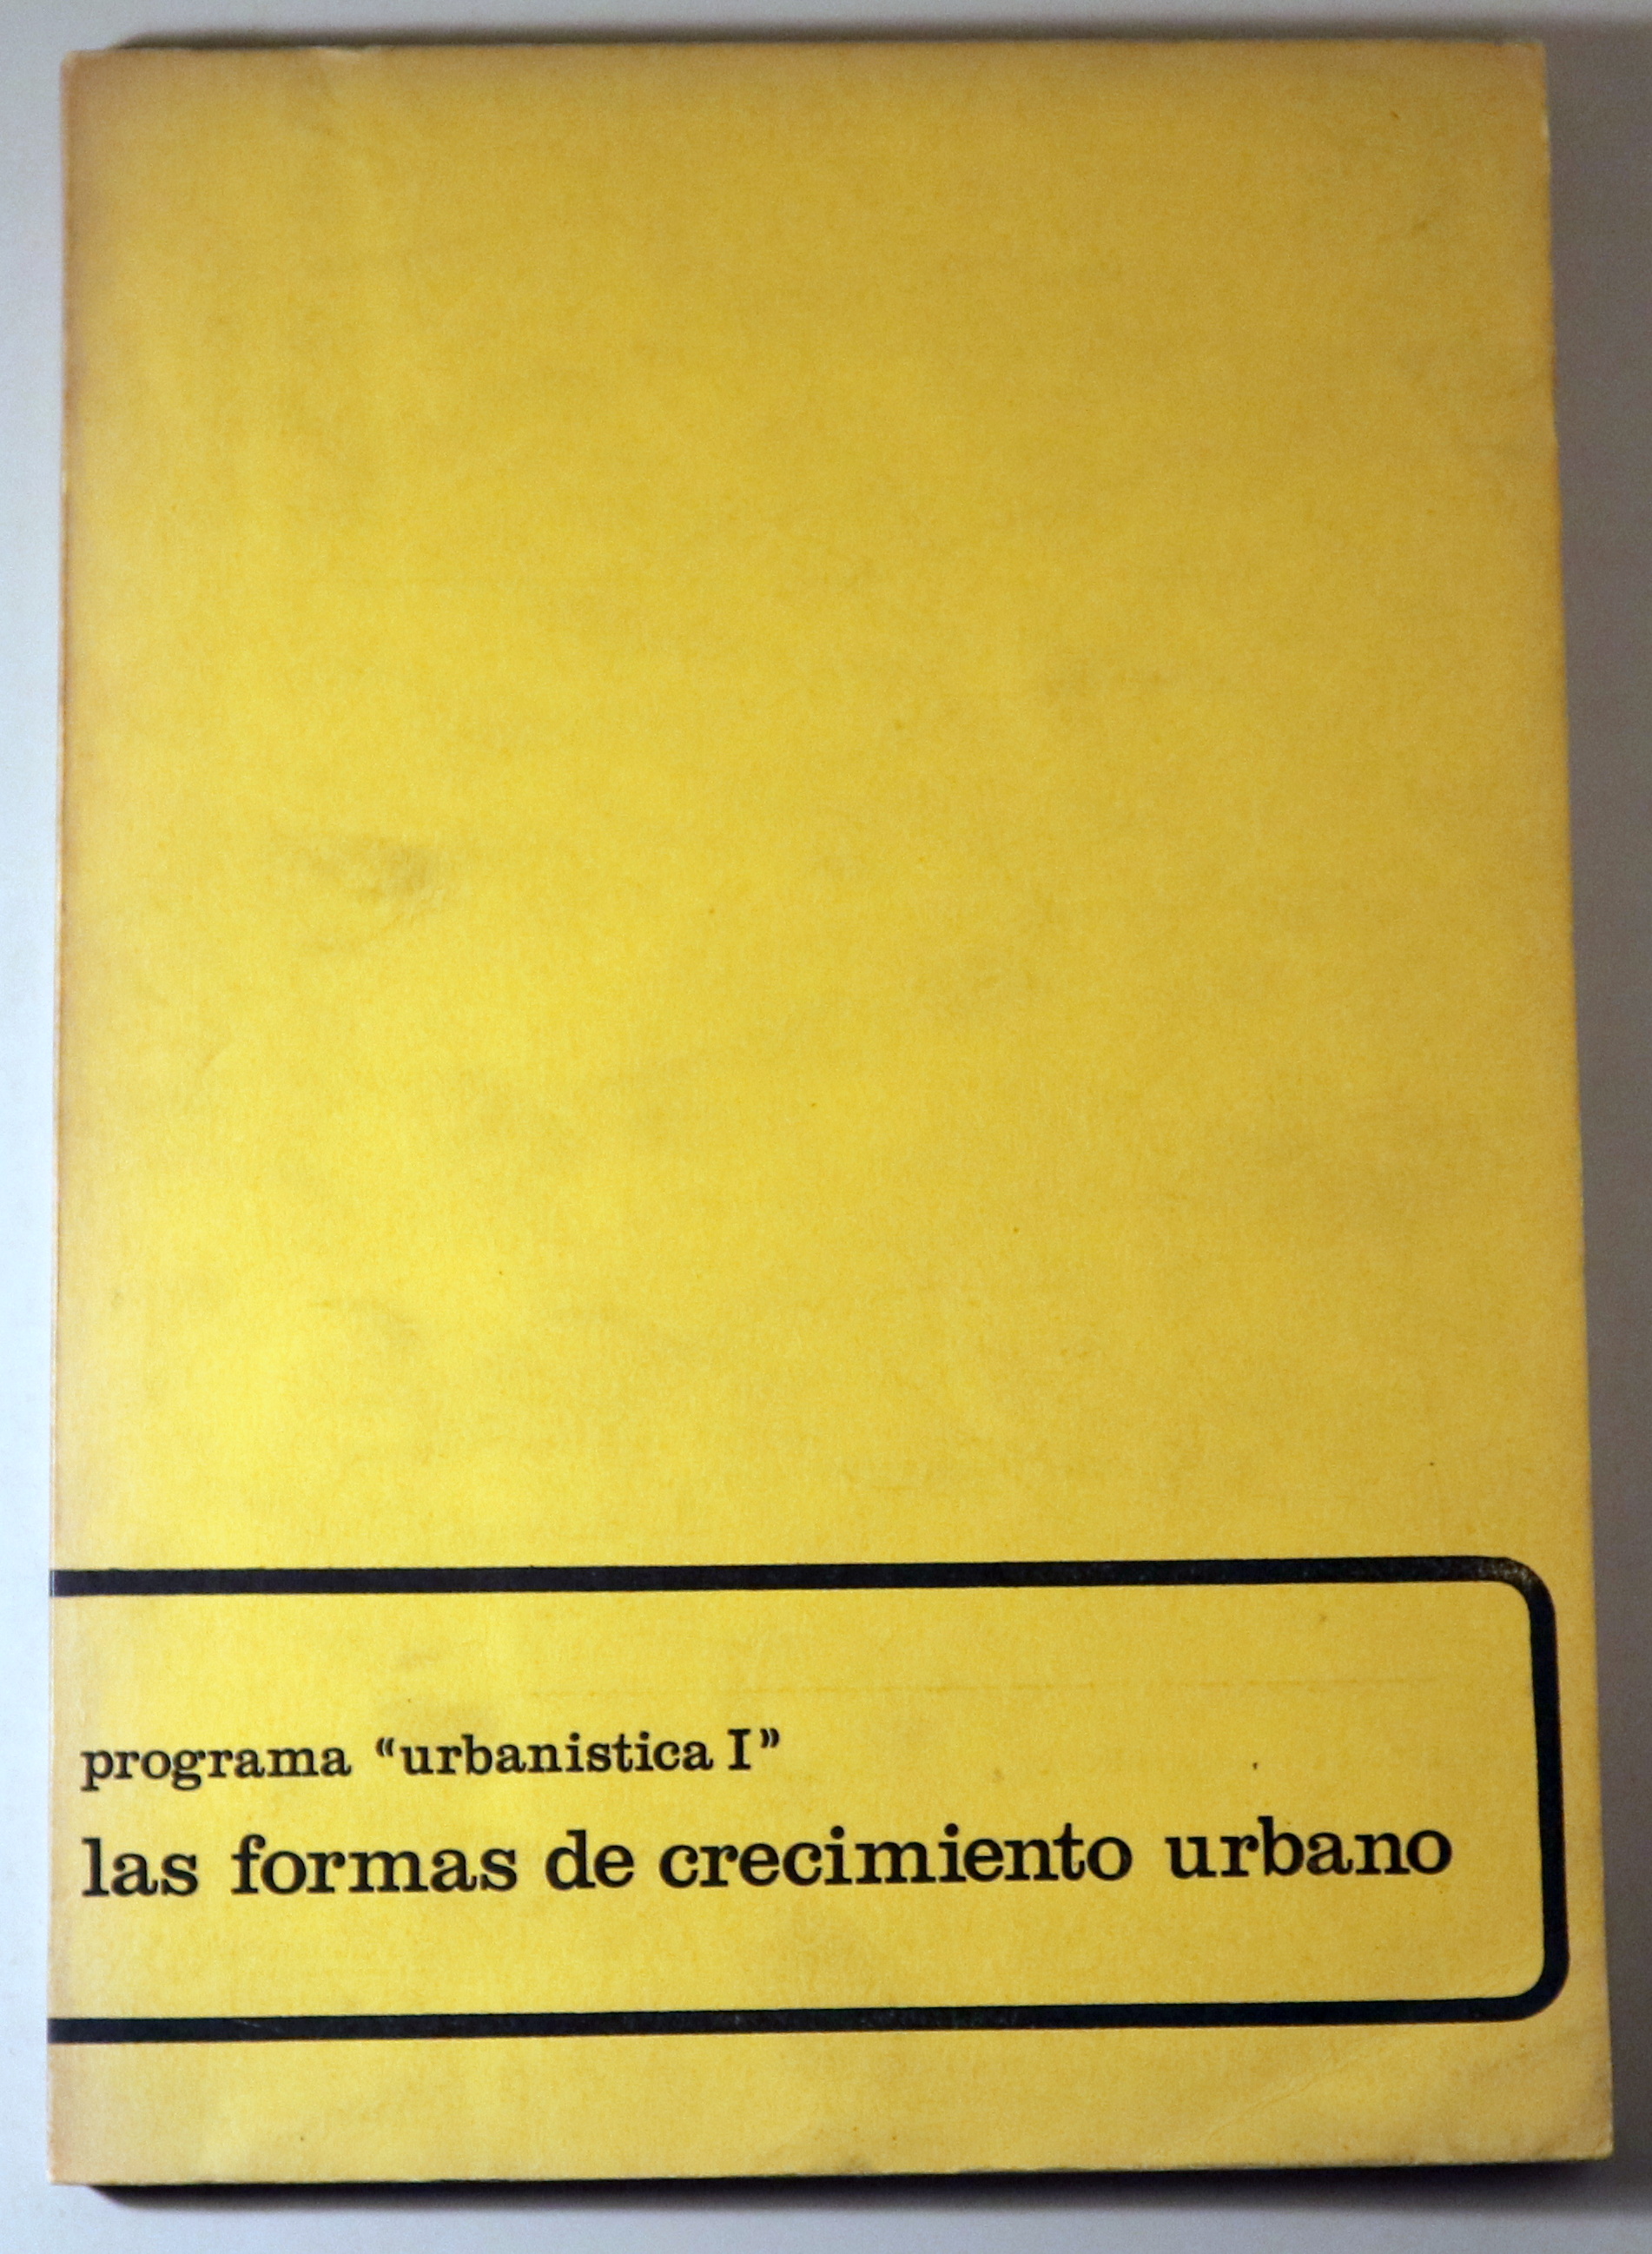 programa “urbanistica I”
las formas de crecimiento urbano